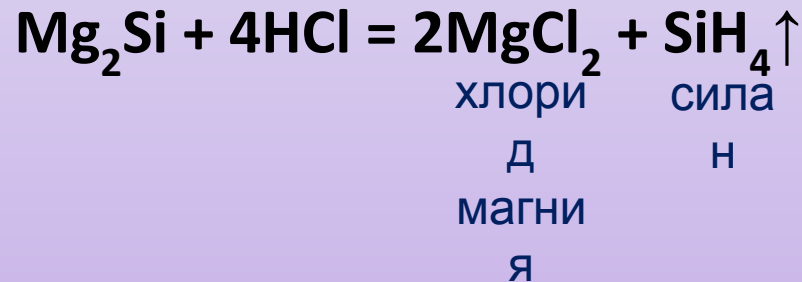 Mg₂Si + 4HCl = 2MgCl₂ + SiH₄↑
хлори сила
д н
магни
я